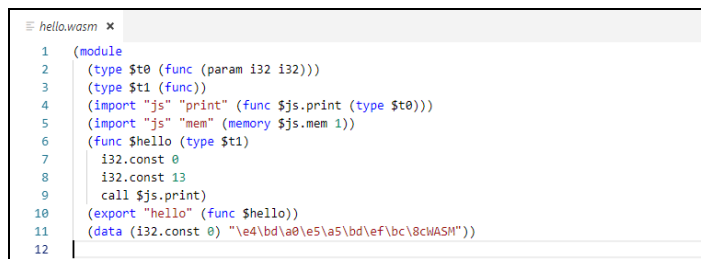 hello.wasm ×
1 (module
2 (type $t0 (func (param i32 i32)))
3 (type $t1 (func))
4 (import "js" "print" (func $js.print (type $t0)))
5 (import "js" "mem" (memory $js.mem 1))
6 (func $hello (type $t1)
7 i32.const 0
8 i32.const 13
9 call $js.print)
10 (export "hello" (func $hello))
11 (data (i32.const 0) "\e4\bd\a0\e5\a5\bd\ef\bc\8cWASM"))
12